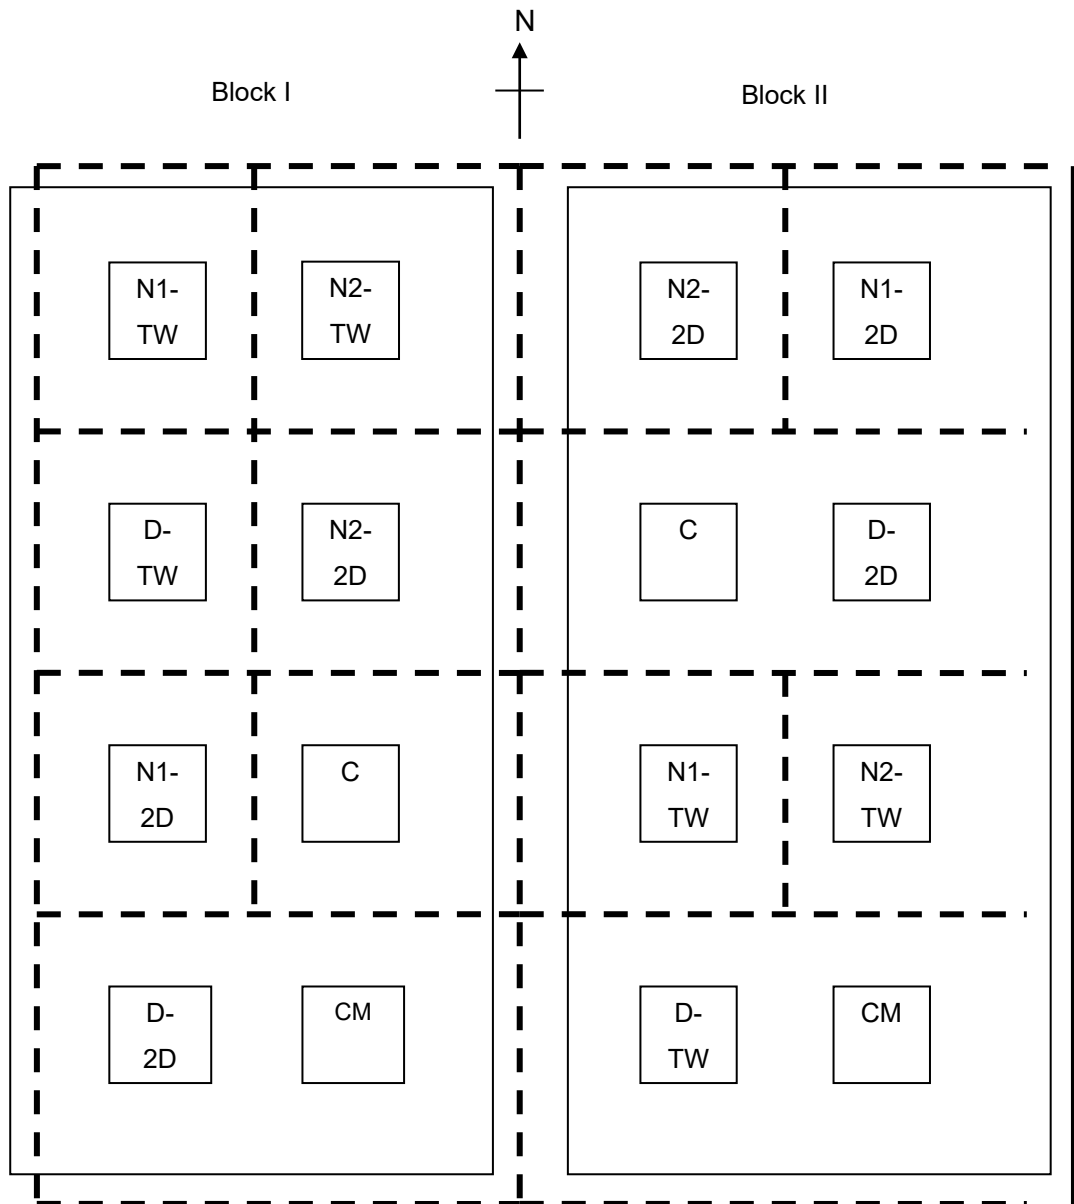 N
Block I
Block II
N1-
TW
N2-
TW
N2-
2D
N1-
2D
D-
TW
N2-
2D
C
D-
2D
N1-
2D
C
N1-
TW
N2-
TW
D-
2D
CM
D-
TW
CM